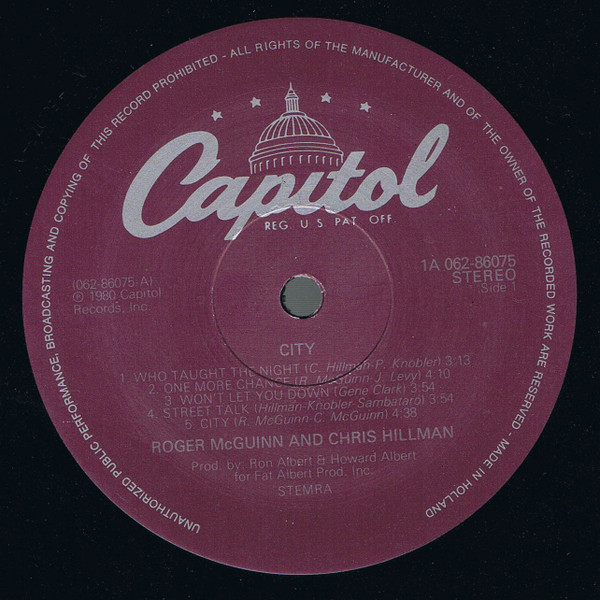 UNAUTHORIZED PUBLIC PERFORMANCE, BROADCASTING AND COPYING OF THIS RECORD PROHIBITED - ALL RIGHTS OF THE MANUFACTURER AND OF THE OWNER OF THE RECORDED WORK ARE RESERVED - MADE IN HOLLAND
Capitol
REG. U.S. PAT. OFF
(062-86075-A)
℗ 1980 Capitol
Records, Inc.
1A 062-86075
STEREO
Side 1
CITY
1. WHO TAUGHT THE NIGHT (C. Hillman-P. Knobler) 3:13
2. ONE MORE CHANCE (R. McGuinn-J. Levy) 4:10
3. WON'T LET YOU DOWN (Gene Clark) 3:54
4. STREET TALK (Hillman-Knobler-Sambataro) 3:54
5. CITY (R. McGuinn-C. McGuinn) 4:38
ROGER McGUINN AND CHRIS HILLMAN
Prod. by: Ron Albert & Howard Albert
for Fat Albert Prod. Inc.
STEMRA